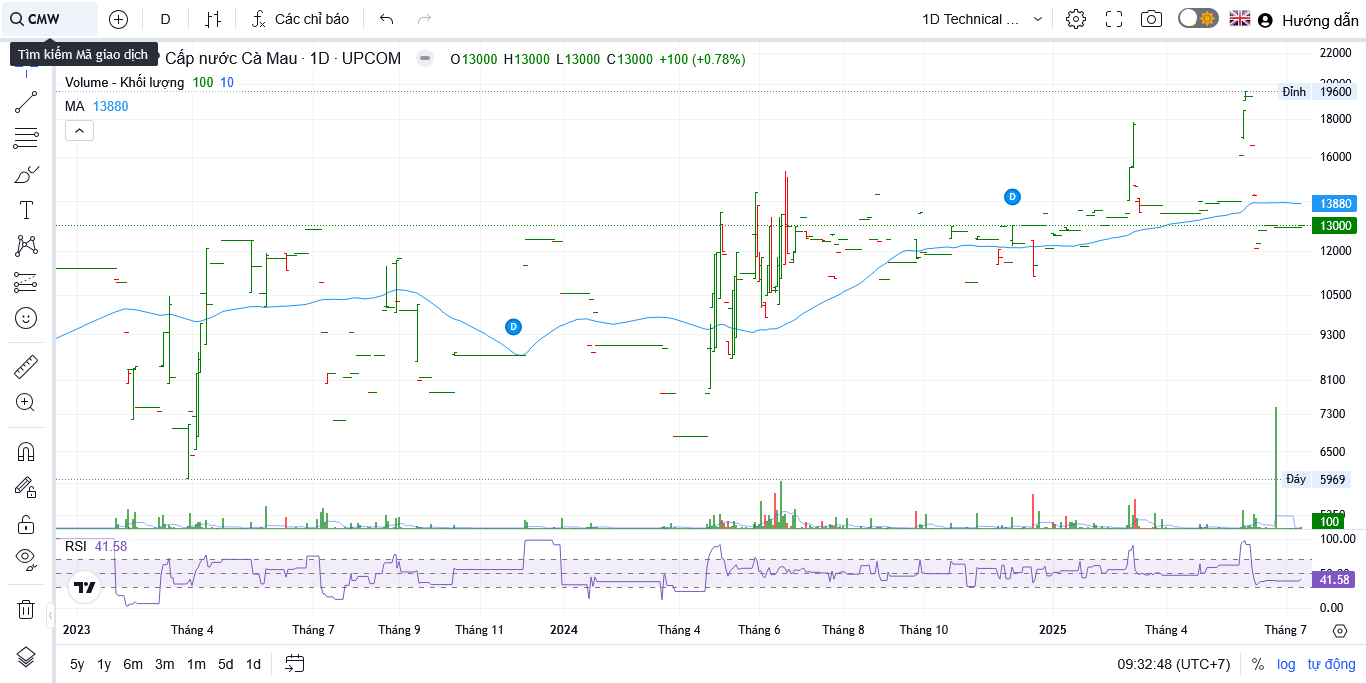 CMW D Các chỉ báo 1D Technical ... Hướng dẫn
Tìm kiếm Mã giao dịch
Cấp nước Cà Mau · 1D · UPCOM O13000 H13000 L13000 C13000 +100 (+0.78%)
Volume - Khối lượng 100 10
MA 13880
22000
20000
Đỉnh 19600
18000
16000
D
13880
13000
12000
10500
D
9300
8100
7300
6500
Đáy 5969
100
RSI 41.58
100.00
41.58
0.00
2023 Tháng 4 Tháng 7 Tháng 9 Tháng 11 2024 Tháng 4 Tháng 6 Tháng 8 Tháng 10 2025 Tháng 4 Tháng 7
5y 1y 6m 3m 1m 5d 1d 09:32:48 (UTC+7) % log tự động